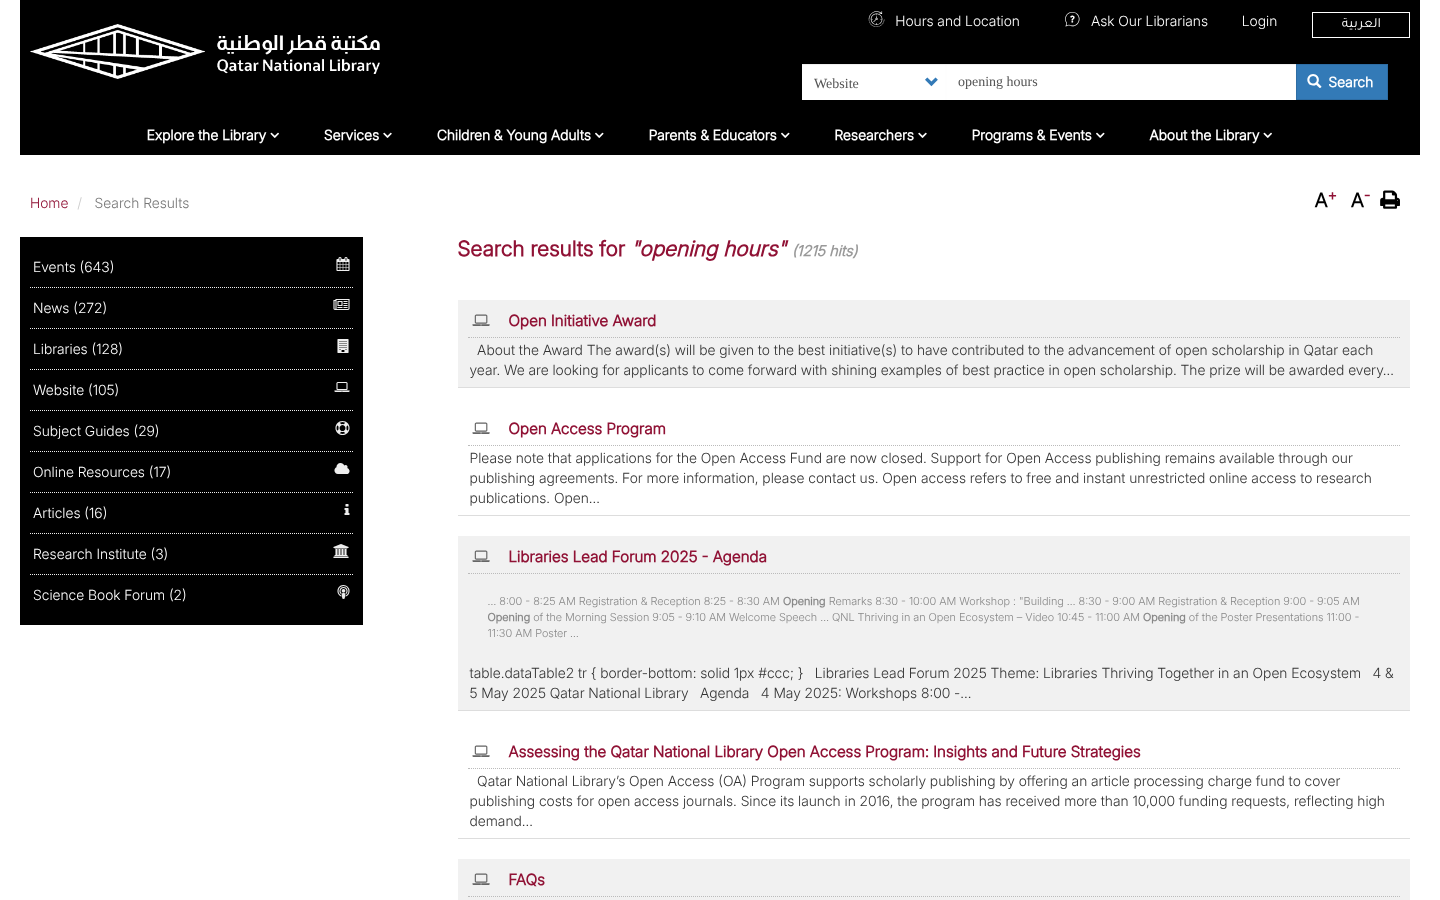 Hours and Location
Ask Our Librarians
Login
العربية
مكتبة قطر الوطنية
Qatar National Library
Website
opening hours
Search
Explore the Library
Services
Children & Young Adults
Parents & Educators
Researchers
Programs & Events
About the Library
Home / Search Results
A+ A-
Events (643)
News (272)
Libraries (128)
Website (105)
Subject Guides (29)
Online Resources (17)
Articles (16)
Research Institute (3)
Science Book Forum (2)
Search results for "opening hours" (1215 hits)
Open Initiative Award
About the Award The award(s) will be given to the best initiative(s) to have contributed to the advancement of open scholarship in Qatar each
year. We are looking for applicants to come forward with shining examples of best practice in open scholarship. The prize will be awarded every...
Open Access Program
Please note that applications for the Open Access Fund are now closed. Support for Open Access publishing remains available through our
publishing agreements. For more information, please contact us. Open access refers to free and instant unrestricted online access to research
publications. Open...
Libraries Lead Forum 2025 - Agenda
... 8:00 - 8:25 AM Registration & Reception 8:25 - 8:30 AM Opening Remarks 8:30 - 10:00 AM Workshop : "Building ... 8:30 - 9:00 AM Registration & Reception 9:00 - 9:05 AM
Opening of the Morning Session 9:05 - 9:10 AM Welcome Speech ... QNL Thriving in an Open Ecosystem – Video 10:45 - 11:00 AM Opening of the Poster Presentations 11:00 -
11:30 AM Poster ...
table.dataTable2 tr { border-bottom: solid 1px #ccc; } Libraries Lead Forum 2025 Theme: Libraries Thriving Together in an Open Ecosystem 4 &
5 May 2025 Qatar National Library Agenda 4 May 2025: Workshops 8:00 -...
Assessing the Qatar National Library Open Access Program: Insights and Future Strategies
Qatar National Library’s Open Access (OA) Program supports scholarly publishing by offering an article processing charge fund to cover
publishing costs for open access journals. Since its launch in 2016, the program has received more than 10,000 funding requests, reflecting high
demand...
FAQs